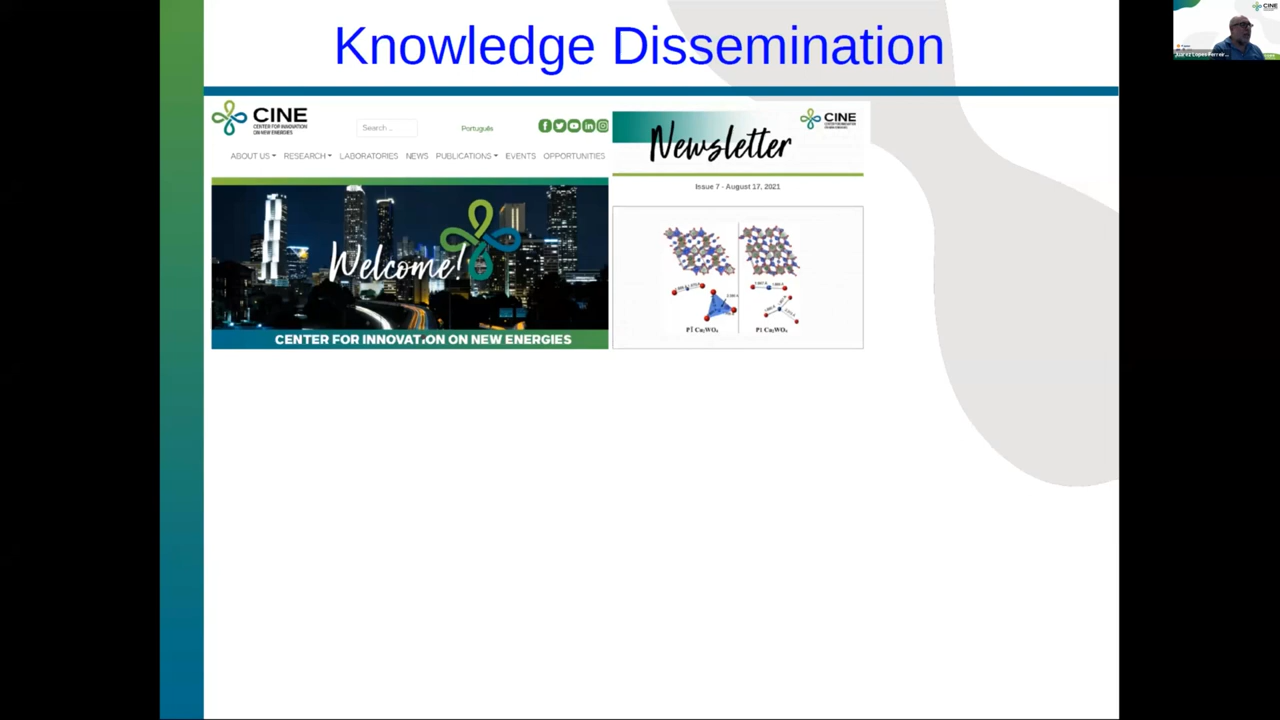 Knowledge Dissemination
CINE
CINE
CENTER FOR INNOVATION
ON NEW ENERGIES
Search ..
Português
ABOUT US
RESEARCH
LABORATORIES
NEWS
PUBLICATIONS
EVENTS
OPPORTUNITIES
Welcome!
CENTER FOR INNOVATION ON NEW ENERGIES
CINE
Newsletter
Issue 7 - August 17, 2021